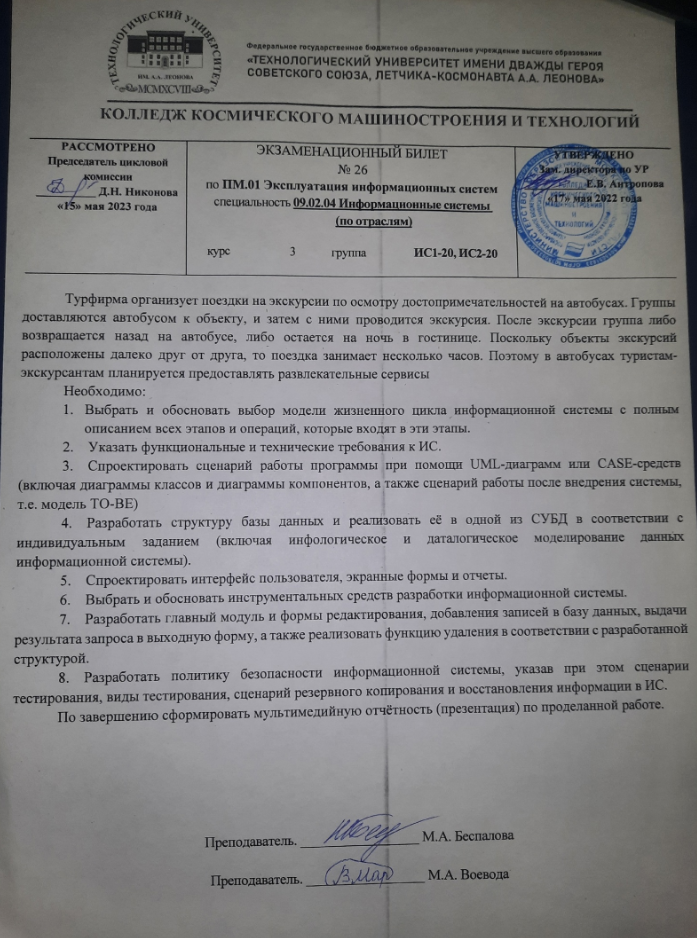 ТЕХНОЛОГИЧЕСКИЙ УНИВЕРСИТЕТ
ИМ. А.А. ЛЕОНОВА
MCMXCVIII
Федеральное государственное бюджетное образовательное учреждение высшего образования
«ТЕХНОЛОГИЧЕСКИЙ УНИВЕРСИТЕТ ИМЕНИ ДВАЖДЫ ГЕРОЯ
СОВЕТСКОГО СОЮЗА, ЛЕТЧИКА-КОСМОНАВТА А.А. ЛЕОНОВА»
КОЛЛЕДЖ КОСМИЧЕСКОГО МАШИНОСТРОЕНИЯ И ТЕХНОЛОГИЙ
РАССМОТРЕНО
Председатель цикловой
комиссии
Д.Н. Никонова
«15» мая 2023 года
ЭКЗАМЕНАЦИОННЫЙ БИЛЕТ
№ 26
по ПМ.01 Эксплуатация информационных систем
специальность 09.02.04 Информационные системы
(по отраслям)
курс 3 группа ИС1-20, ИС2-20
УТВЕРЖДЕНО
Зам. директора по УР
Е.В. Антропова
«17» мая 2022 года
Турфирма организует поездки на экскурсии по осмотру достопримечательностей на автобусах. Группы
доставляются автобусом к объекту, и затем с ними проводится экскурсия. После экскурсии группа либо
возвращается назад на автобусе, либо остается на ночь в гостинице. Поскольку объекты экскурсий
расположены далеко друг от друга, то поездка занимает несколько часов. Поэтому в автобусах туристам-
экскурсантам планируется предоставлять развлекательные сервисы
Необходимо:
1. Выбрать и обосновать выбор модели жизненного цикла информационной системы с полным
описанием всех этапов и операций, которые входят в эти этапы.
2. Указать функциональные и технические требования к ИС.
3. Спроектировать сценарий работы программы при помощи UML-диаграмм или CASE-средств
(включая диаграммы классов и диаграммы компонентов, а также сценарий работы после внедрения системы,
т.е. модель TO-BE)
4. Разработать структуру базы данных и реализовать её в одной из СУБД в соответствии с
индивидуальным заданием (включая инфологическое и даталогическое моделирование данных
информационной системы).
5. Спроектировать интерфейс пользователя, экранные формы и отчеты.
6. Выбрать и обосновать инструментальных средств разработки информационной системы.
7. Разработать главный модуль и формы редактирования, добавления записей в базу данных, выдачи
результата запроса в выходную форму, а также реализовать функцию удаления в соответствии с разработанной
структурой.
8. Разработать политику безопасности информационной системы, указав при этом сценарии
тестирования, виды тестирования, сценарий резервного копирования и восстановления информации в ИС.
По завершению сформировать мультимедийную отчётность (презентация) по проделанной работе.
Преподаватель. М.А. Беспалова
Преподаватель. М.А. Воевода